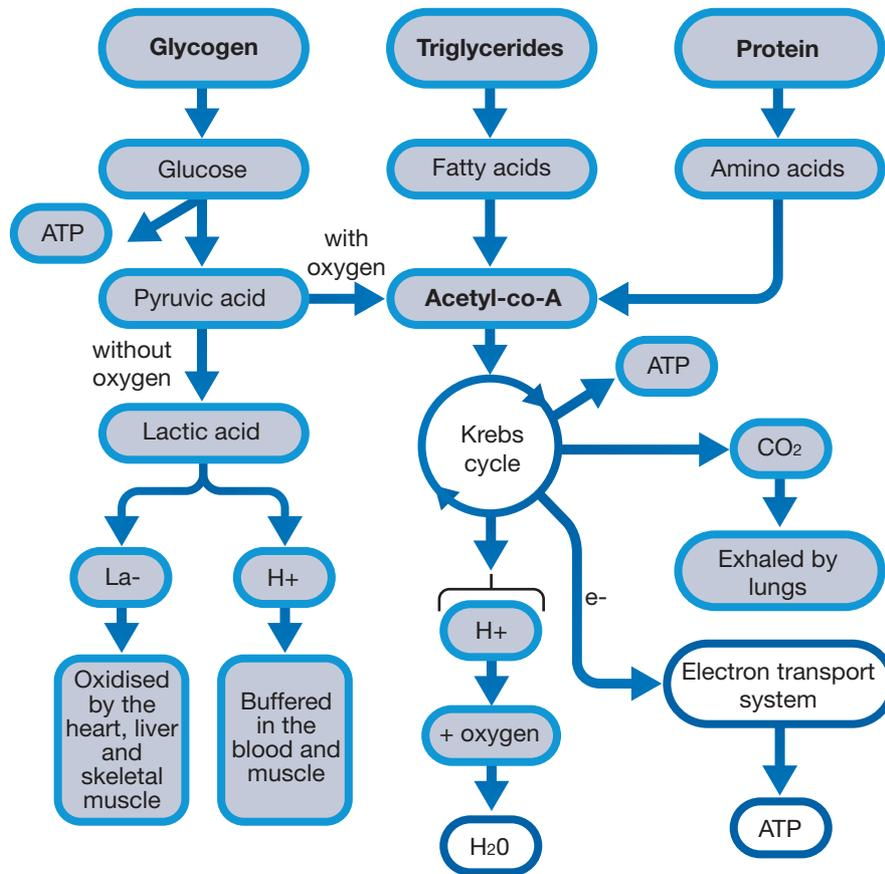 Glycogen
Triglycerides
Protein
Glucose
Fatty acids
Amino acids
ATP
with
oxygen
Pyruvic acid
Acetyl-co-A
without
oxygen
ATP
Lactic acid
Krebs
cycle
CO₂
La-
H+
Exhaled by
lungs
e-
H+
Oxidised
by the
heart, liver
and
skeletal
muscle
Buffered
in the
blood and
muscle
Electron transport
system
+ oxygen
ATP
H₂0